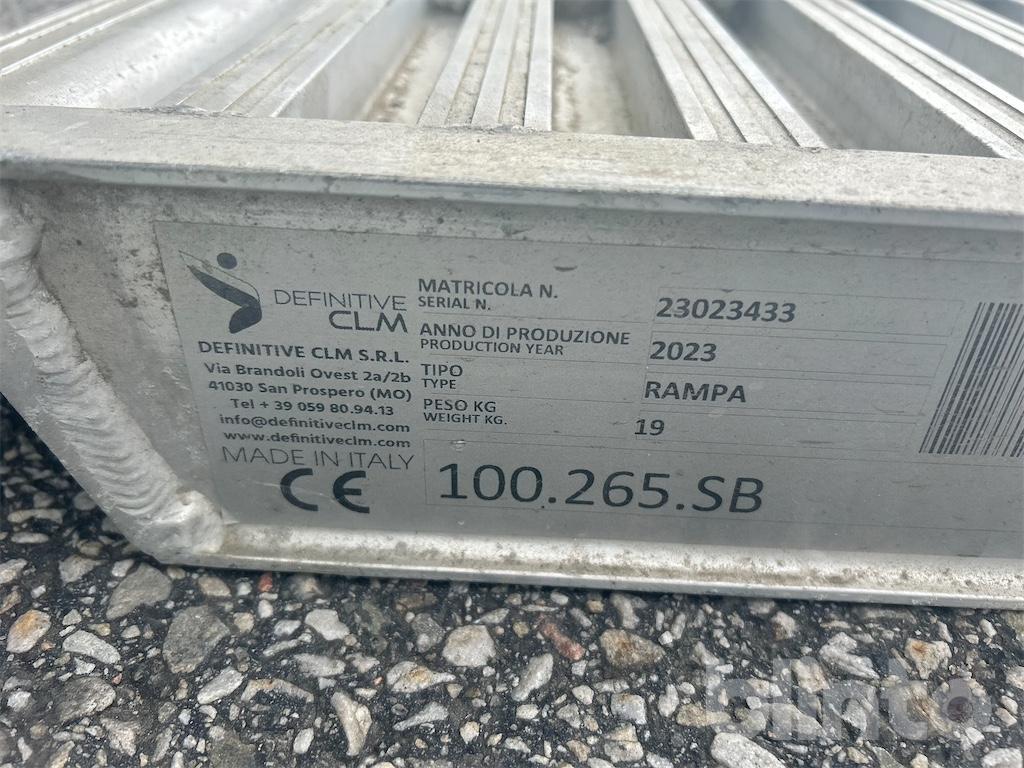 DEFINITIVE
CLM
DEFINITIVE CLM S.R.L.
Via Brandoli Ovest 2a/2b
41030 San Prospero (MO)
Tel + 39 059 80.94.13
info@definitiveclm.com
www.definitiveclm.com
MADE IN ITALY
CE
MATRICOLA N.
SERIAL N.
23023433
ANNO DI PRODUZIONE
PRODUCTION YEAR
2023
TIPO
TYPE
RAMPA
PESO KG
WEIGHT KG.
19
100.265.SB
blinto